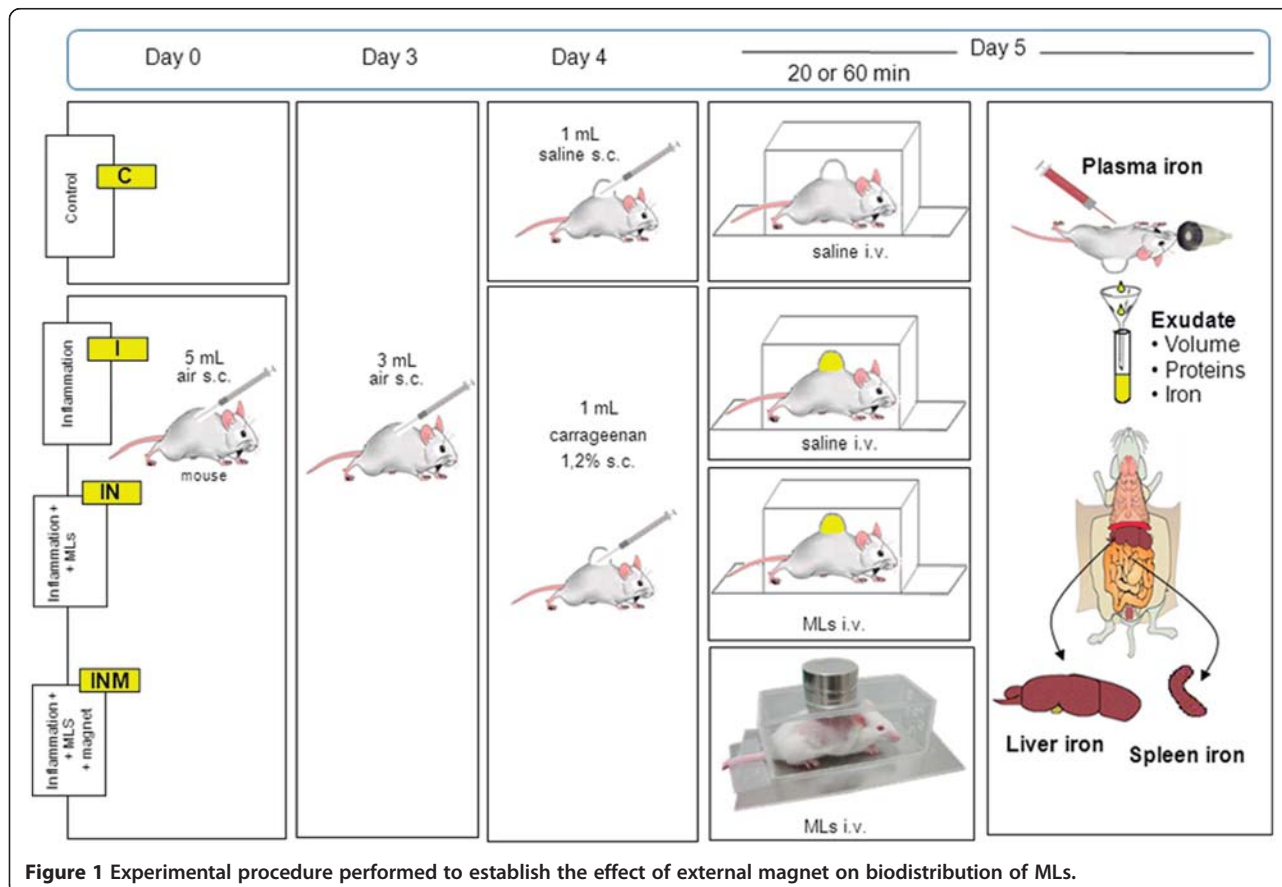 Day 0
Day 3
Day 4
Day 5
20 or 60 min
Control
C
1 mL
saline s.c.
saline i.v.
Inflammation
I
5 mL
air s.c.
mouse
3 mL
air s.c.
1 mL
carrageenan
1,2% s.c.
saline i.v.
Inflammation +
+ MLs
IN
MLs i.v.
Inflammation +
+ MLS
+ magnet
INM
MLs i.v.
Plasma iron
Exudate
• Volume
• Proteins
• Iron
Liver iron
Spleen iron
Figure 1 Experimental procedure performed to establish the effect of external magnet on biodistribution of MLs.